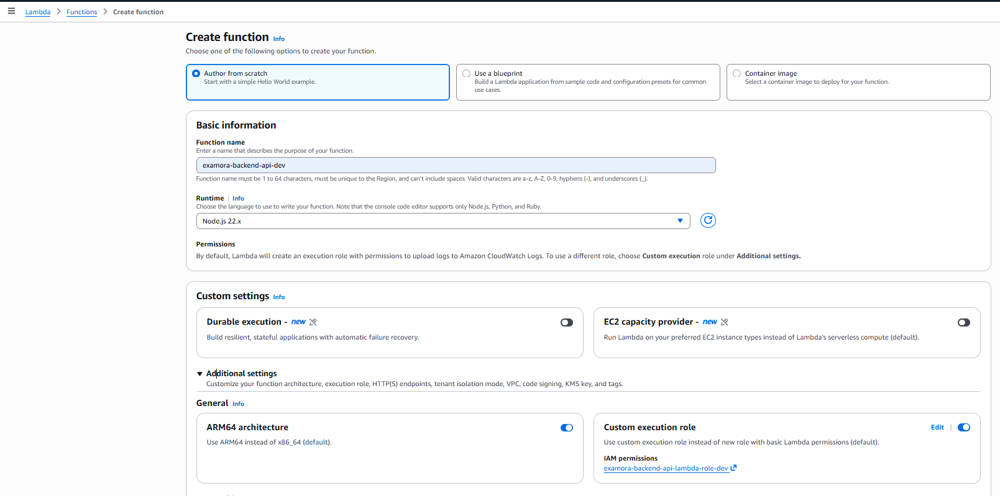 Lambda > Functions > Create function
Create function Info
Choose one of the following options to create your function.
Author from scratch
Start with a simple Hello World example.
Use a blueprint
Build a Lambda application from sample code and configuration presets for common
use cases.
Container image
Select a container image to deploy for your function.
Basic information
Function name
Enter a name that describes the purpose of your function.
examora-backend-api-dev
Function name must be 1 to 64 characters, must be unique to the Region, and can't include spaces. Valid characters are a-z, A-Z, 0-9, hyphens (-), and underscores (_).
Runtime | Info
Choose the language to use to write your function. Note that the console code editor supports only Node.js, Python, and Ruby.
Node.js 22.x
Permissions
By default, Lambda will create an execution role with permissions to upload logs to Amazon CloudWatch Logs. To use a different role, choose Custom execution role under Additional settings.
Custom settings Info
Durable execution - new
Build resilient, stateful applications with automatic failure recovery.
EC2 capacity provider - new
Run Lambda on your preferred EC2 instance types instead of Lambda's serverless compute (default).
Additional settings
Customize your function architecture, execution role, HTTP(S) endpoints, tenant isolation mode, VPC, code signing, KMS key, and tags.
General Info
ARM64 architecture
Use ARM64 instead of x86_64 (default).
Custom execution role
Edit |
Use custom execution role instead of new role with basic Lambda permissions (default).
IAM permissions
examora-backend-api-lambda-role-dev